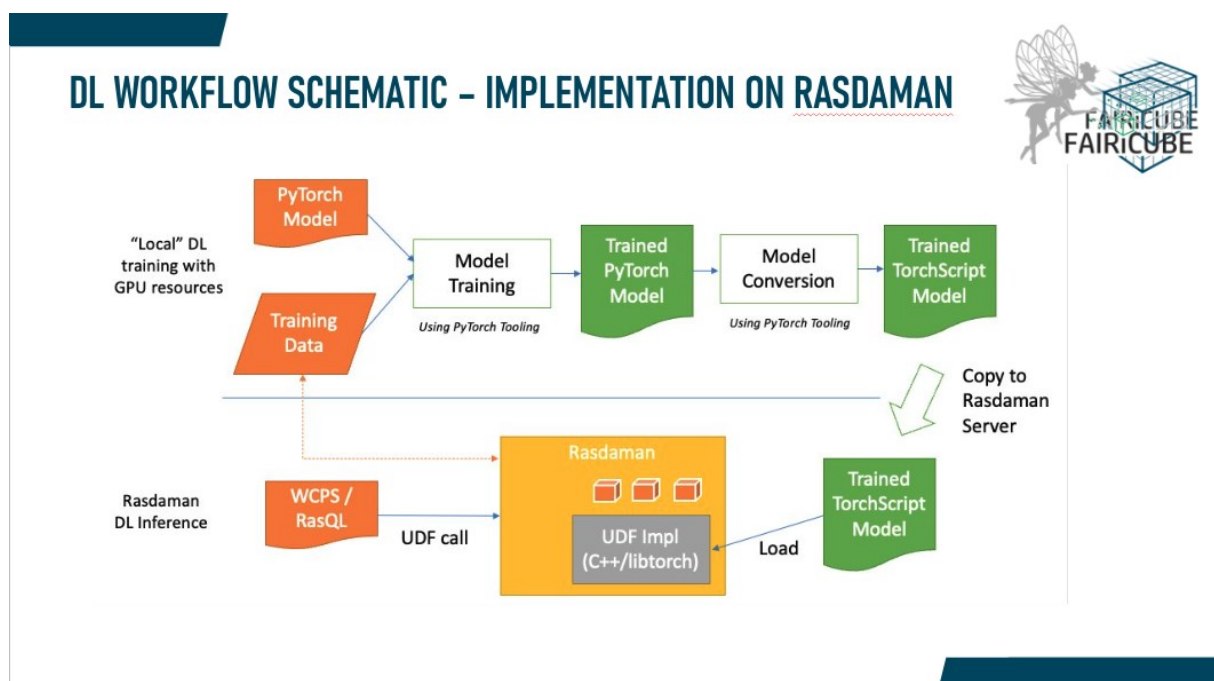 DL WORKFLOW SCHEMATIC – IMPLEMENTATION ON RASDAMAN
FAIRiCUBE
FAIRiCUBE
"Local" DL
training with
GPU resources
PyTorch
Model
Training
Data
Model
Training
Using PyTorch Tooling
Trained
PyTorch
Model
Model
Conversion
Using PyTorch Tooling
Trained
TorchScript
Model
Copy to
Rasdaman
Server
Rasdaman
DL Inference
WCPS /
RasQL
UDF call
Rasdaman
UDF Impl
(C++/libtorch)
Load
Trained
TorchScript
Model